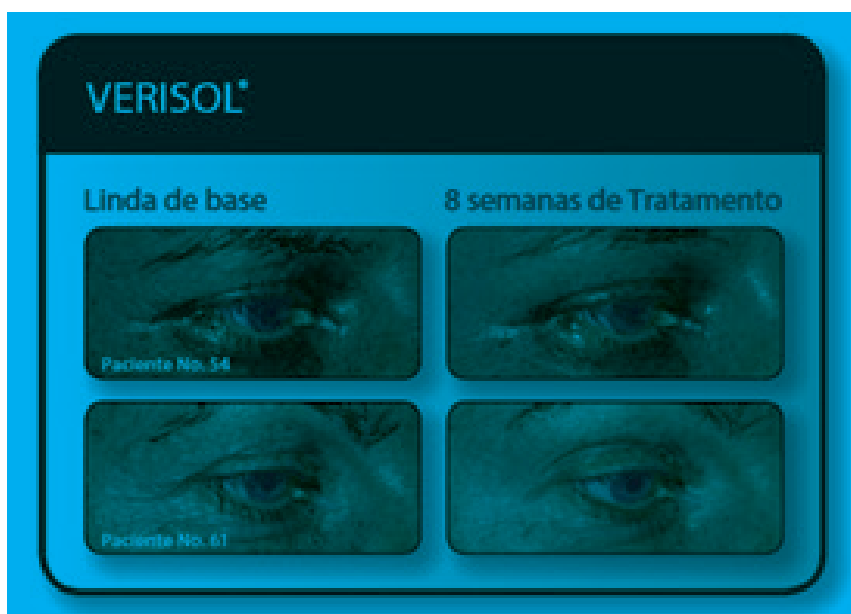 VERISOL®
Linda de base
8 semanas de Tratamento
Paciente No. 54
Paciente No. 61